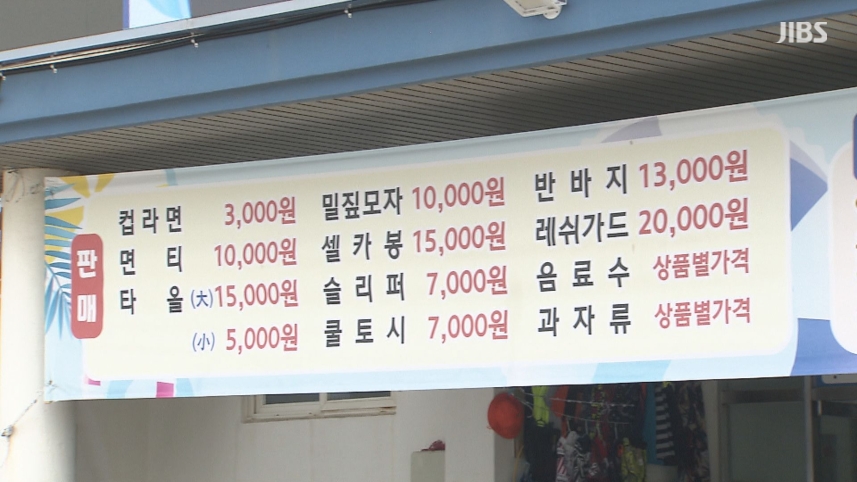 JIBS
판매
컵라면 3,000원
면티 10,000원
타올 (大) 15,000원
(小) 5,000원
밀짚모자 10,000원
셀카봉 15,000원
슬리퍼 7,000원
쿨토시 7,000원
반바지 13,000원
레쉬가드 20,000원
음료수 상품별가격
과자류 상품별가격